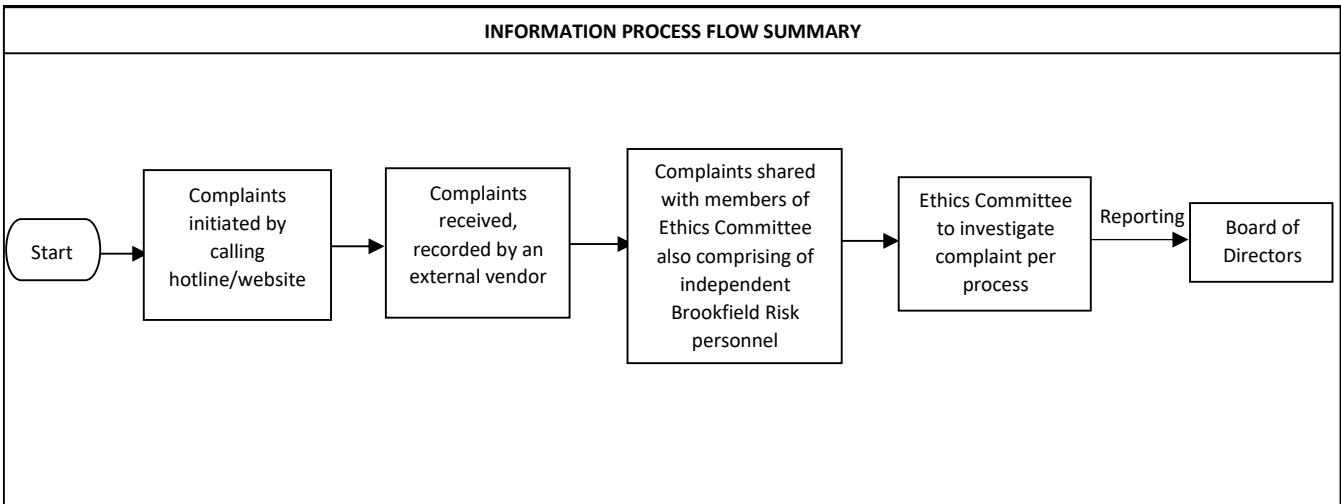 INFORMATION PROCESS FLOW SUMMARY
Start
Complaints
initiated by
calling
hotline/website
Complaints
received,
recorded by an
external vendor
Complaints shared
with members of
Ethics Committee
also comprising of
independent
Brookfield Risk
personnel
Ethics Committee
to investigate
complaint per
process
Reporting
Board of
Directors